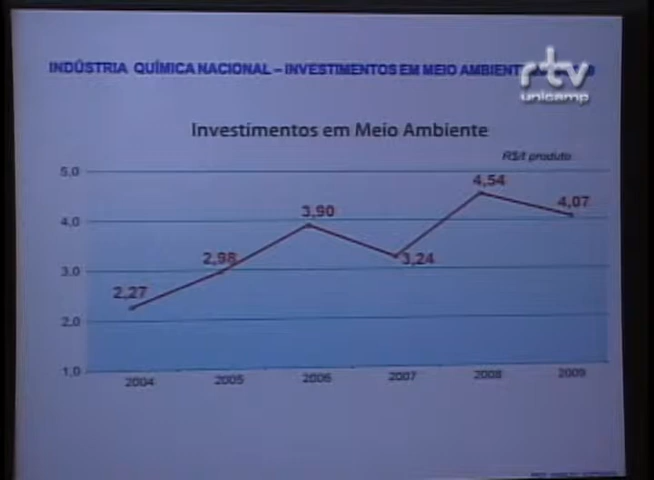 INDÚSTRIA QUÍMICA NACIONAL – INVESTIMENTOS EM MEIO AMBIENTE
rtv
unicamp
Investimentos em Meio Ambiente
R$/t produto
5,0
4,54
4,07
4,0
3,90
2,98
3,24
3,0
2,27
2,0
1,0
2004 2005 2006 2007 2008 2009